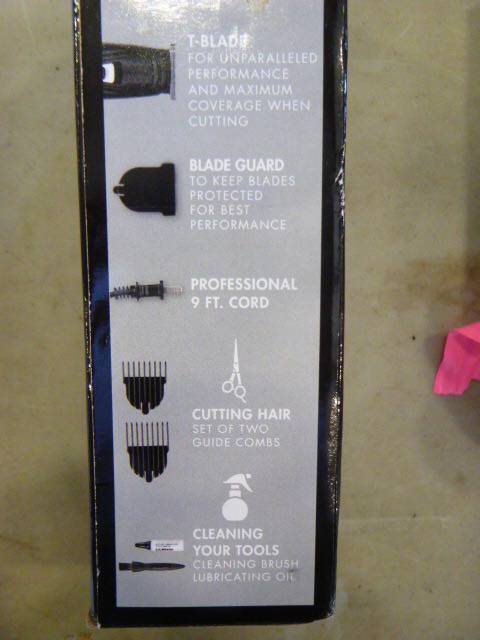 T-BLADE
FOR UNPARALLELED
PERFORMANCE
AND MAXIMUM
COVERAGE WHEN
CUTTING
BLADE GUARD
TO KEEP BLADES
PROTECTED
FOR BEST
PERFORMANCE
PROFESSIONAL
9 FT. CORD
CUTTING HAIR
SET OF TWO
GUIDE COMBS
CLEANING
YOUR TOOLS
CLEANING BRUSH
LUBRICATING OIL